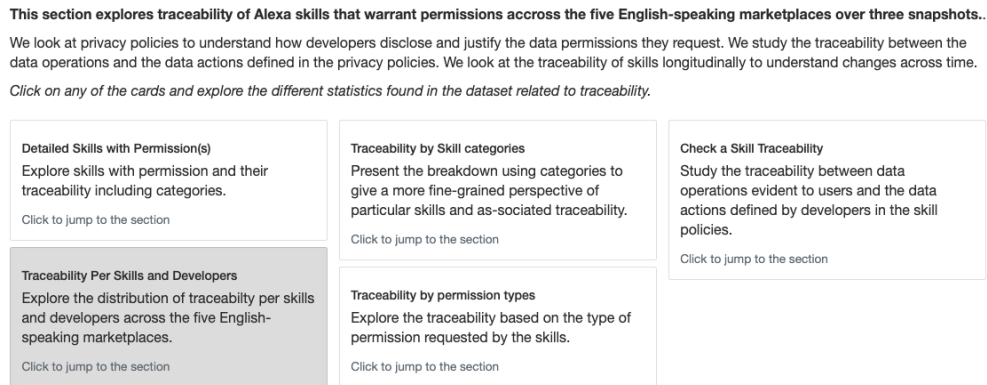 This section explores traceability of Alexa skills that warrant permissions accross the five English-speaking marketplaces over three snapshots..
We look at privacy policies to understand how developers disclose and justify the data permissions they request. We study the traceability between the
data operations and the data actions defined in the privacy policies. We look at the traceability of skills longitudinally to understand changes across time.
Click on any of the cards and explore the different statistics found in the dataset related to traceability.
Detailed Skills with Permission(s)
Explore skills with permission and their
traceability including categories.
Click to jump to the section
Traceability Per Skills and Developers
Explore the distribution of traceabilty per skills
and developers across the five English-
speaking marketplaces.
Click to jump to the section
Traceability by Skill categories
Present the breakdown using categories to
give a more fine-grained perspective of
particular skills and as-sociated traceability.
Click to jump to the section
Traceability by permission types
Explore the traceability based on the type of
permission requested by the skills.
Click to jump to the section
Check a Skill Traceability
Study the traceability between data
operations evident to users and the data
actions defined by developers in the skill
policies.
Click to jump to the section